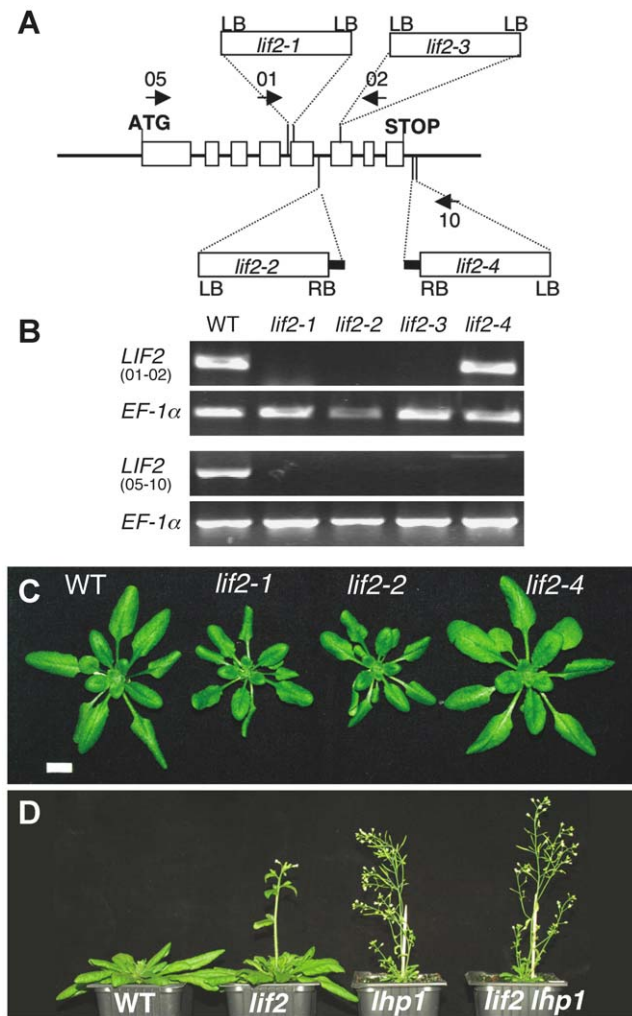 A
LB LB LB LB
lif2-1 lif2-3
05 01 02
ATG STOP
10
lif2-2 lif2-4
LB RB RB LB
B
WT lif2-1 lif2-2 lif2-3 lif2-4
LIF2
(01-02)
EF-1α
LIF2
(05-10)
EF-1α
C WT lif2-1 lif2-2 lif2-4
D
WT lif2 lhp1 lif2 lhp1